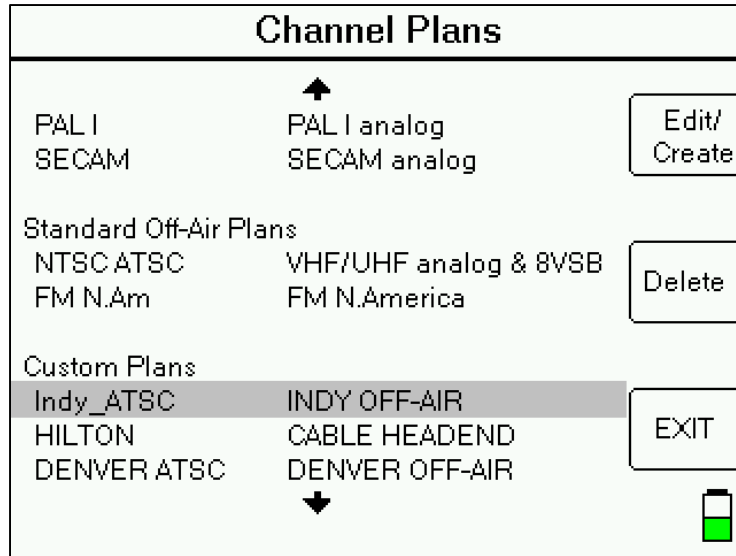 Channel Plans
PAL I PAL I analog
SECAM SECAM analog
Standard Off-Air Plans
NTSC ATSC VHF/UHF analog & 8VSB
FM N.Am FM N.America
Custom Plans
Indy_ATSC INDY OFF-AIR
HILTON CABLE HEADEND
DENVER ATSC DENVER OFF-AIR
Edit/
Create
Delete
EXIT